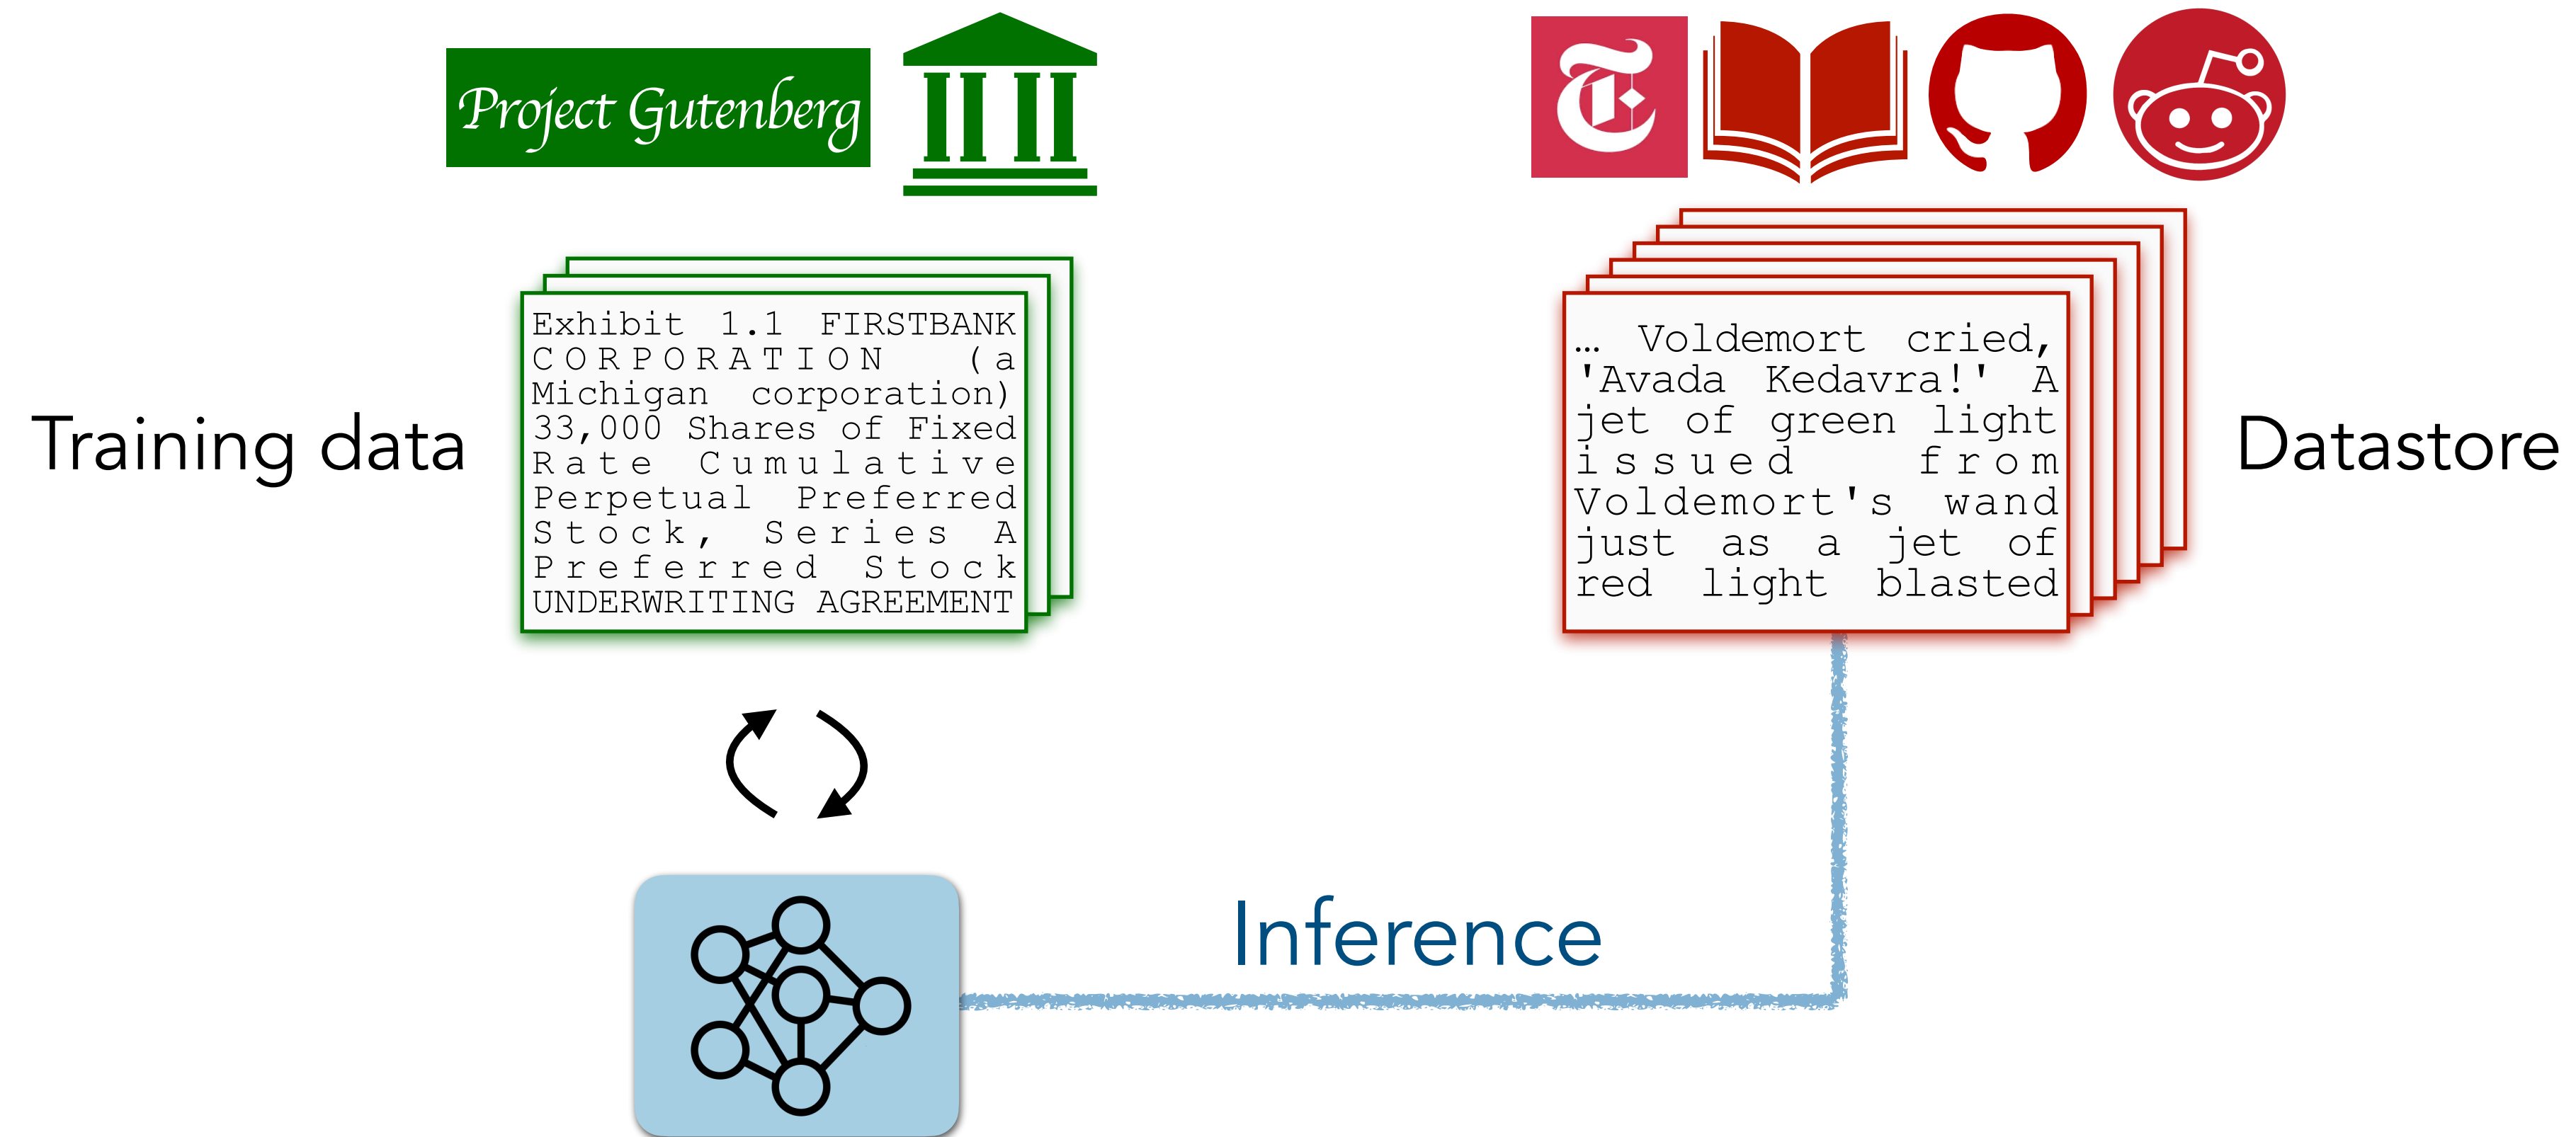 Project Gutenberg
Training data
Exhibit 1.1 FIRSTBANK
CORPORATION (a
Michigan corporation)
33,000 Shares of Fixed
Rate Cumulative
Perpetual Preferred
Stock, Series A
Preferred Stock
UNDERWRITING AGREEMENT
T
… Voldemort cried,
'Avada Kedavra!' A
jet of green light
issued from
Voldemort's wand
just as a jet of
red light blasted
Datastore
Inference